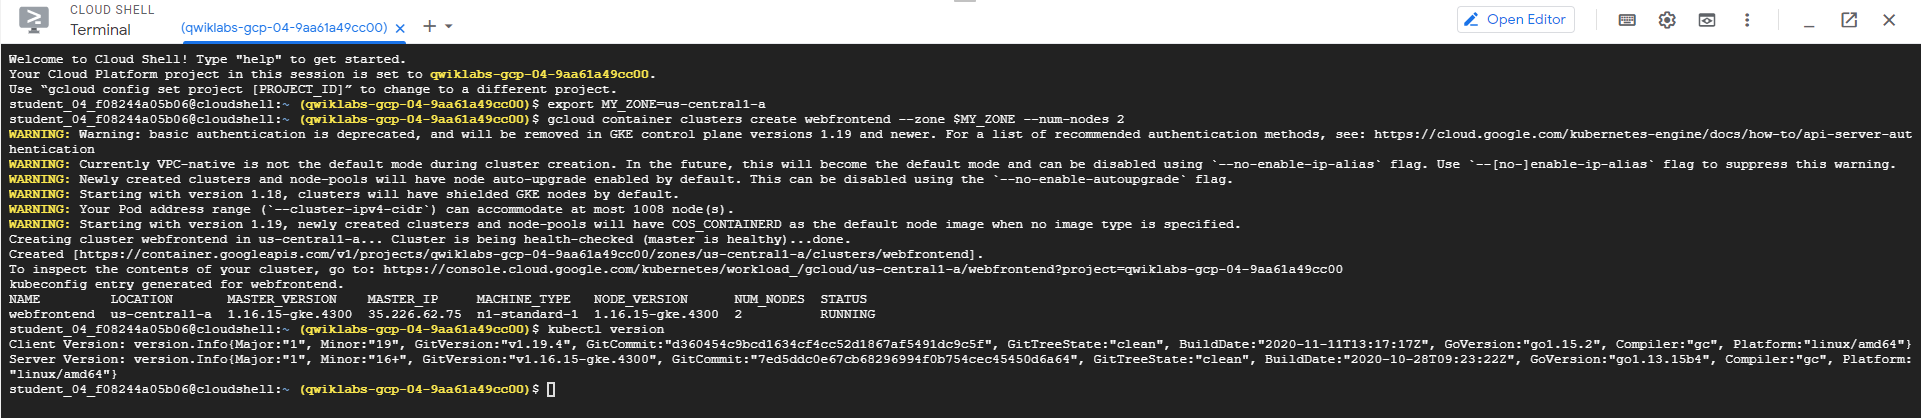 CLOUD SHELL
Terminal
(qwiklabs-gcp-04-9aa61a49cc00)
Open Editor
Welcome to Cloud Shell! Type "help" to get started.
Your Cloud Platform project in this session is set to qwiklabs-gcp-04-9aa61a49cc00.
Use “gcloud config set project [PROJECT_ID]” to change to a different project.
student_04_f08244a05b06@cloudshell:~ (qwiklabs-gcp-04-9aa61a49cc00)$ export MY_ZONE=us-central1-a
student_04_f08244a05b06@cloudshell:~ (qwiklabs-gcp-04-9aa61a49cc00)$ gcloud container clusters create webfrontend --zone $MY_ZONE --num-nodes 2
WARNING: Warning: basic authentication is deprecated, and will be removed in GKE control plane versions 1.19 and newer. For a list of recommended authentication methods, see: https://cloud.google.com/kubernetes-engine/docs/how-to/api-server-aut
hentication
WARNING: Currently VPC-native is not the default mode during cluster creation. In the future, this will become the default mode and can be disabled using `--no-enable-ip-alias` flag. Use `--[no-]enable-ip-alias` flag to suppress this warning.
WARNING: Newly created clusters and node-pools will have node auto-upgrade enabled by default. This can be disabled using the `--no-enable-autoupgrade` flag.
WARNING: Starting with version 1.18, clusters will have shielded GKE nodes by default.
WARNING: Your Pod address range (`--cluster-ipv4-cidr`) can accommodate at most 1008 node(s).
WARNING: Starting with version 1.19, newly created clusters and node-pools will have COS_CONTAINERD as the default node image when no image type is specified.
Creating cluster webfrontend in us-central1-a... Cluster is being health-checked (master is healthy)...done.
Created [https://container.googleapis.com/v1/projects/qwiklabs-gcp-04-9aa61a49cc00/zones/us-central1-a/clusters/webfrontend].
To inspect the contents of your cluster, go to: https://console.cloud.google.com/kubernetes/workload_/gcloud/us-central1-a/webfrontend?project=qwiklabs-gcp-04-9aa61a49cc00
kubeconfig entry generated for webfrontend.
NAME LOCATION MASTER_VERSION MASTER_IP MACHINE_TYPE NODE_VERSION NUM_NODES STATUS
webfrontend us-central1-a 1.16.15-gke.4300 35.226.62.75 n1-standard-1 1.16.15-gke.4300 2 RUNNING
student_04_f08244a05b06@cloudshell:~ (qwiklabs-gcp-04-9aa61a49cc00)$ kubectl version
Client Version: version.Info{Major:"1", Minor:"19", GitVersion:"v1.19.4", GitCommit:"d360454c9bcd1634cf4cc52d1867af5491dc9c5f", GitTreeState:"clean", BuildDate:"2020-11-11T13:17:17Z", GoVersion:"go1.15.2", Compiler:"gc", Platform:"linux/amd64"}
Server Version: version.Info{Major:"1", Minor:"16+", GitVersion:"v1.16.15-gke.4300", GitCommit:"7ed5ddc0e67cb68296994f0b754cec45450d6a64", GitTreeState:"clean", BuildDate:"2020-10-28T09:23:22Z", GoVersion:"go1.13.15b4", Compiler:"gc", Platform:
"linux/amd64"}
student_04_f08244a05b06@cloudshell:~ (qwiklabs-gcp-04-9aa61a49cc00)$